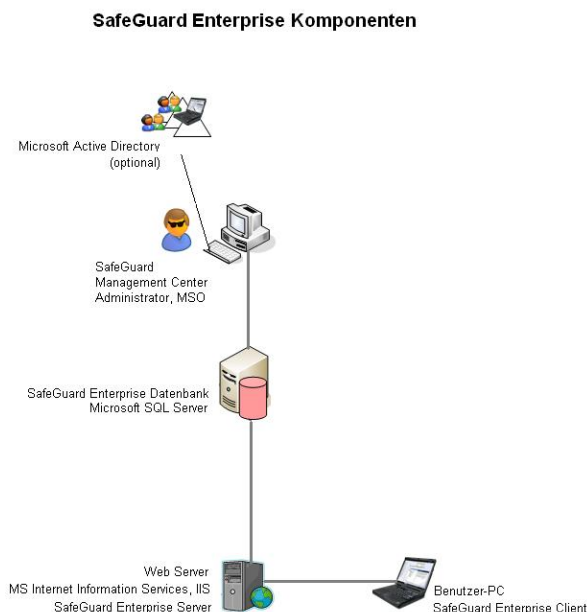 SafeGuard Enterprise Komponenten
Microsoft Active Directory
(optional)
SafeGuard
Management Center
Administrator, MSO
SafeGuard Enterprise Datenbank
Microsoft SQL Server
Web Server
MS Internet Information Services, IIS
SafeGuard Enterprise Server
Benutzer-PC
SafeGuard Enterprise Client